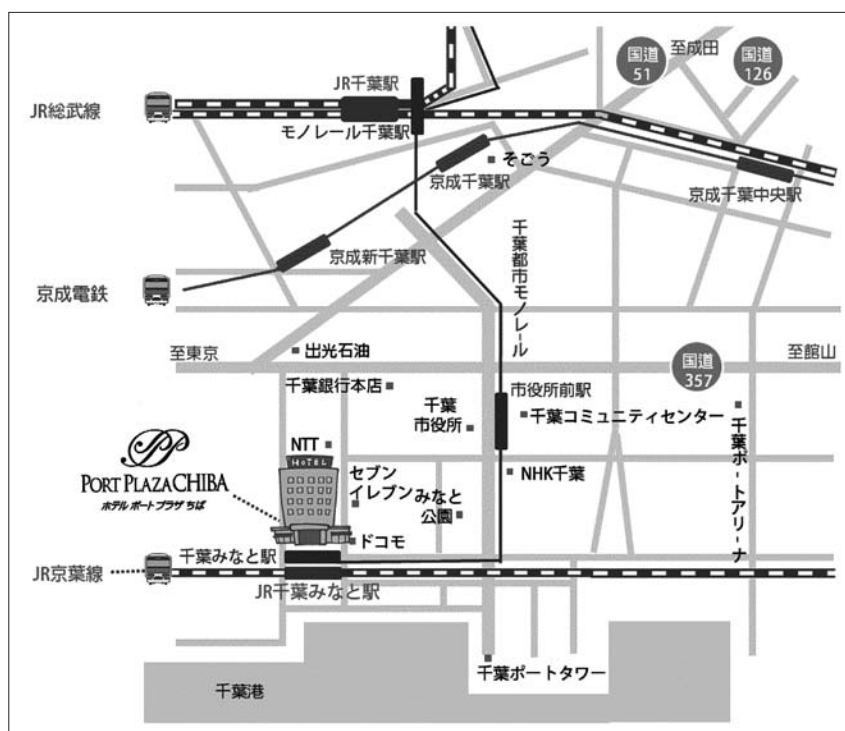 国道
51
至成田
国道
126
JR千葉駅
JR総武線
モノレール千葉駅
そごう
京成千葉駅
京成千葉中央駅
千葉都市モノレール
京成新千葉駅
京成電鉄
至東京
出光石油
国道
357
至館山
千葉銀行本店
市役所前駅
千葉
市役所
千葉コミュニティセンター
千葉ポートアリーナ
NTT
HOTEL
PORT PLAZA CHIBA
ホテル ポートプラザ ちば
セブン
イレブン
みなと
公園
NHK千葉
ドコモ
千葉みなと駅
JR京葉線
JR千葉みなと駅
千葉ポートタワー
千葉港